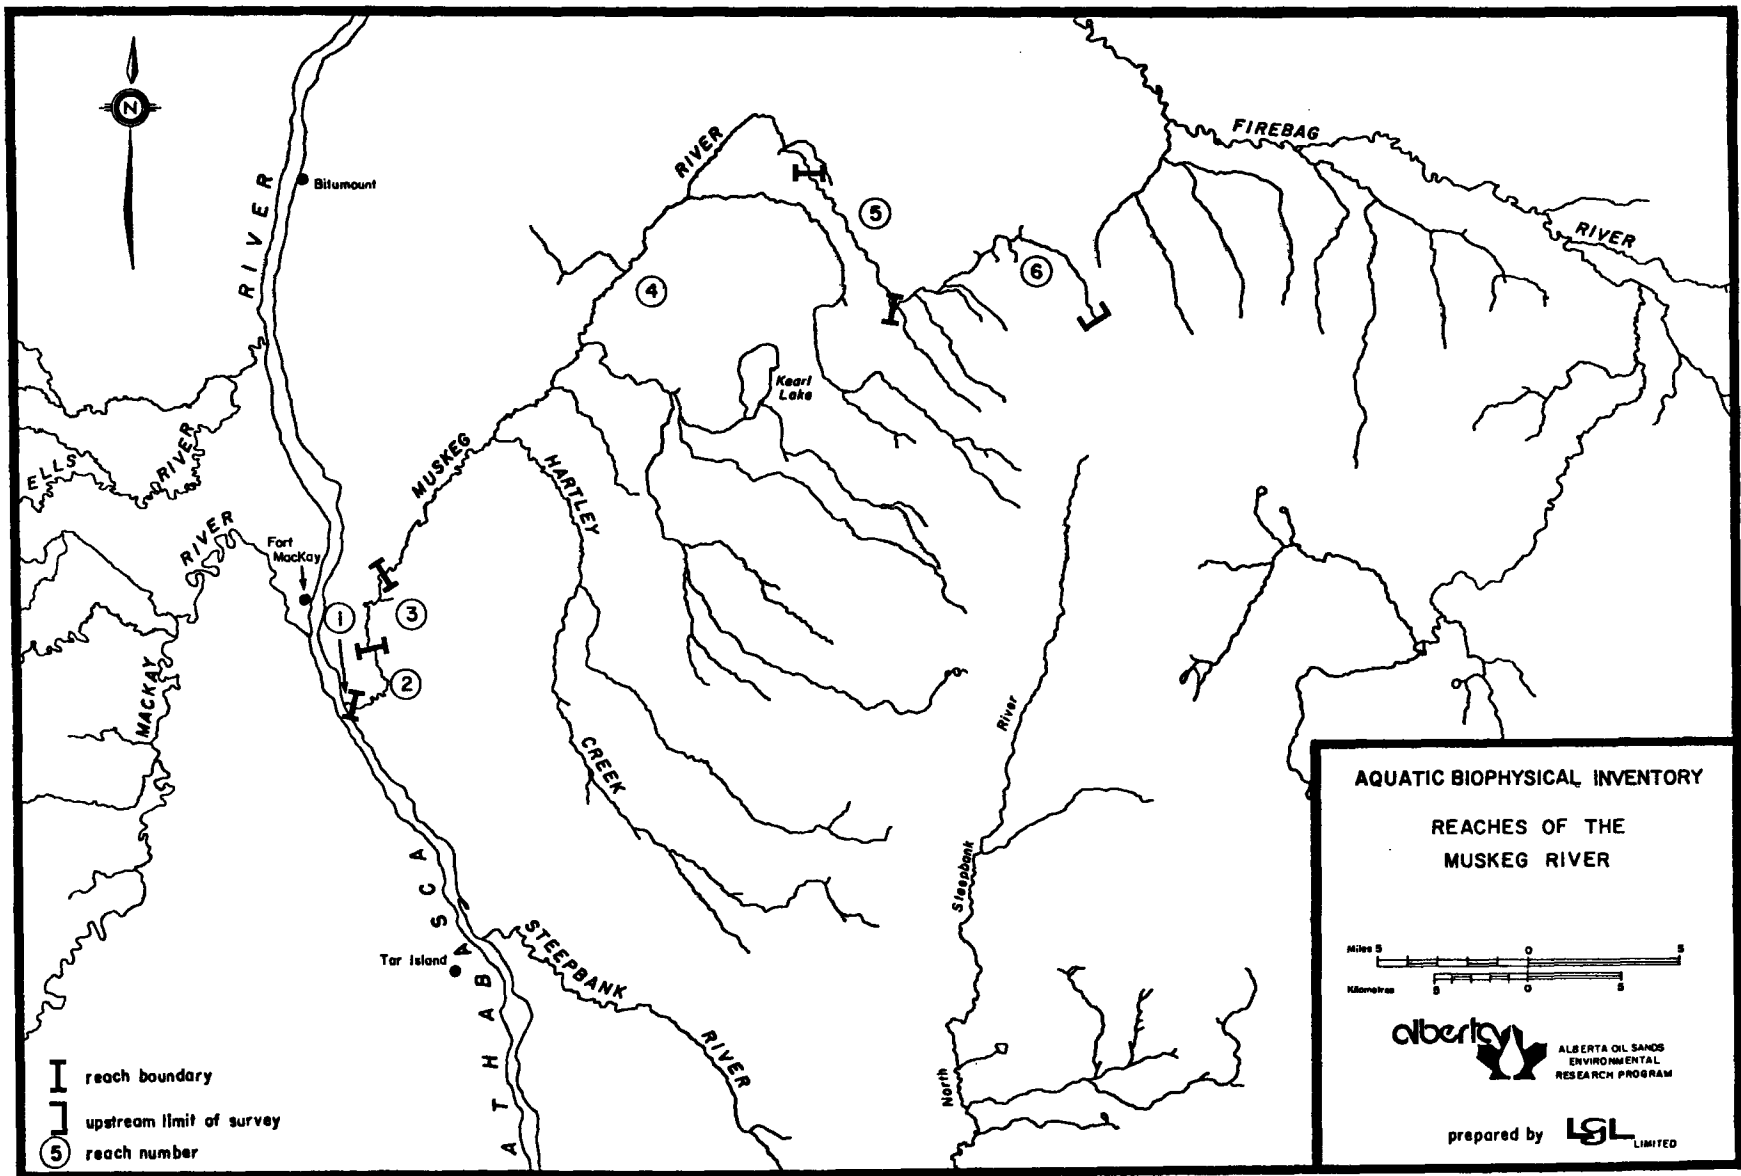 N
RIVER
Bitumount
RIVER
FIREBAG
RIVER
5
6
4
Kearl
Lake
MUSKEG
HARTLEY
ELLS
RIVER
RIVER
Fort
MacKay
1
3
2
MACKAY
River
CREEK
Steepbank
North
ATHABASCA
Tar Island
STEEPBANK
RIVER
reach boundary
upstream limit of survey
5 reach number
AQUATIC BIOPHYSICAL INVENTORY
REACHES OF THE
MUSKEG RIVER
Miles 5 0 5
Kilometres 5 0 5
alberta
ALBERTA OIL SANDS
ENVIRONMENTAL
RESEARCH PROGRAM
prepared by LGL LIMITED